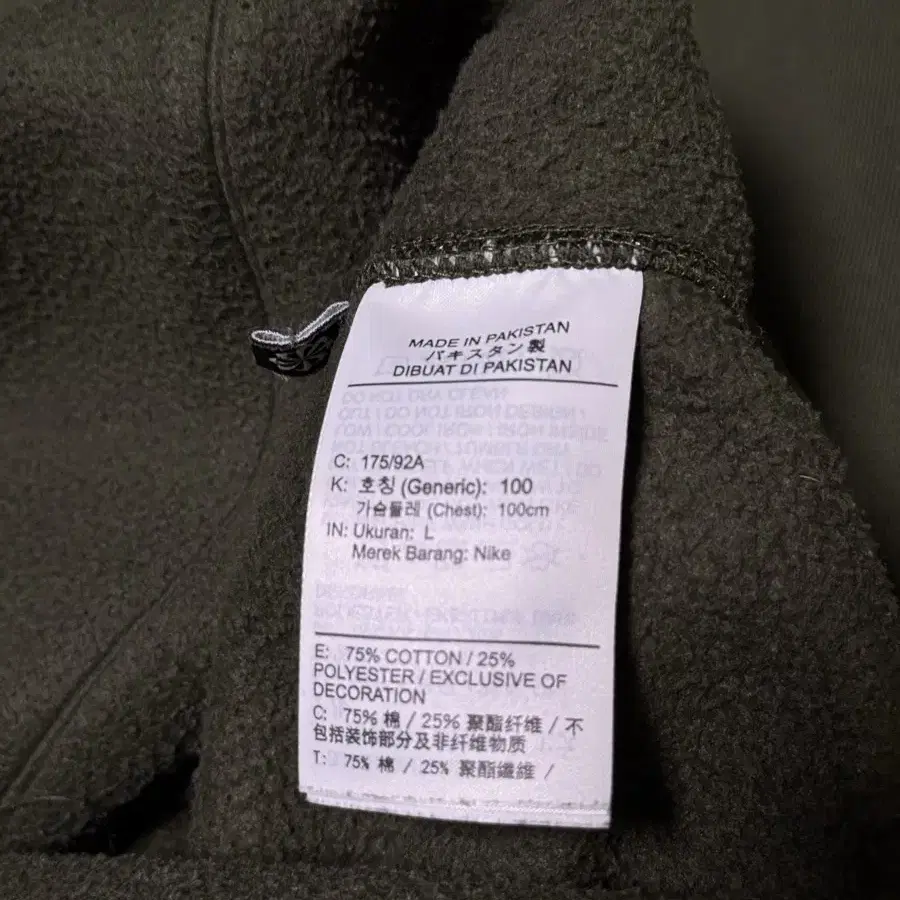 MADE IN PAKISTAN
パキスタン製
DIBUAT DI PAKISTAN
C: 175/92A
K: 호칭 (Generic): 100
가슴둘레 (Chest): 100cm
IN: Ukuran: L
Merek Barang: Nike
E: 75% COTTON / 25%
POLYESTER / EXCLUSIVE OF
DECORATION
C: 75% 棉 / 25% 聚酯纤维 / 不
包括装饰部分及非纤维物质
T: 75% 棉 / 25% 聚酯纖維 /